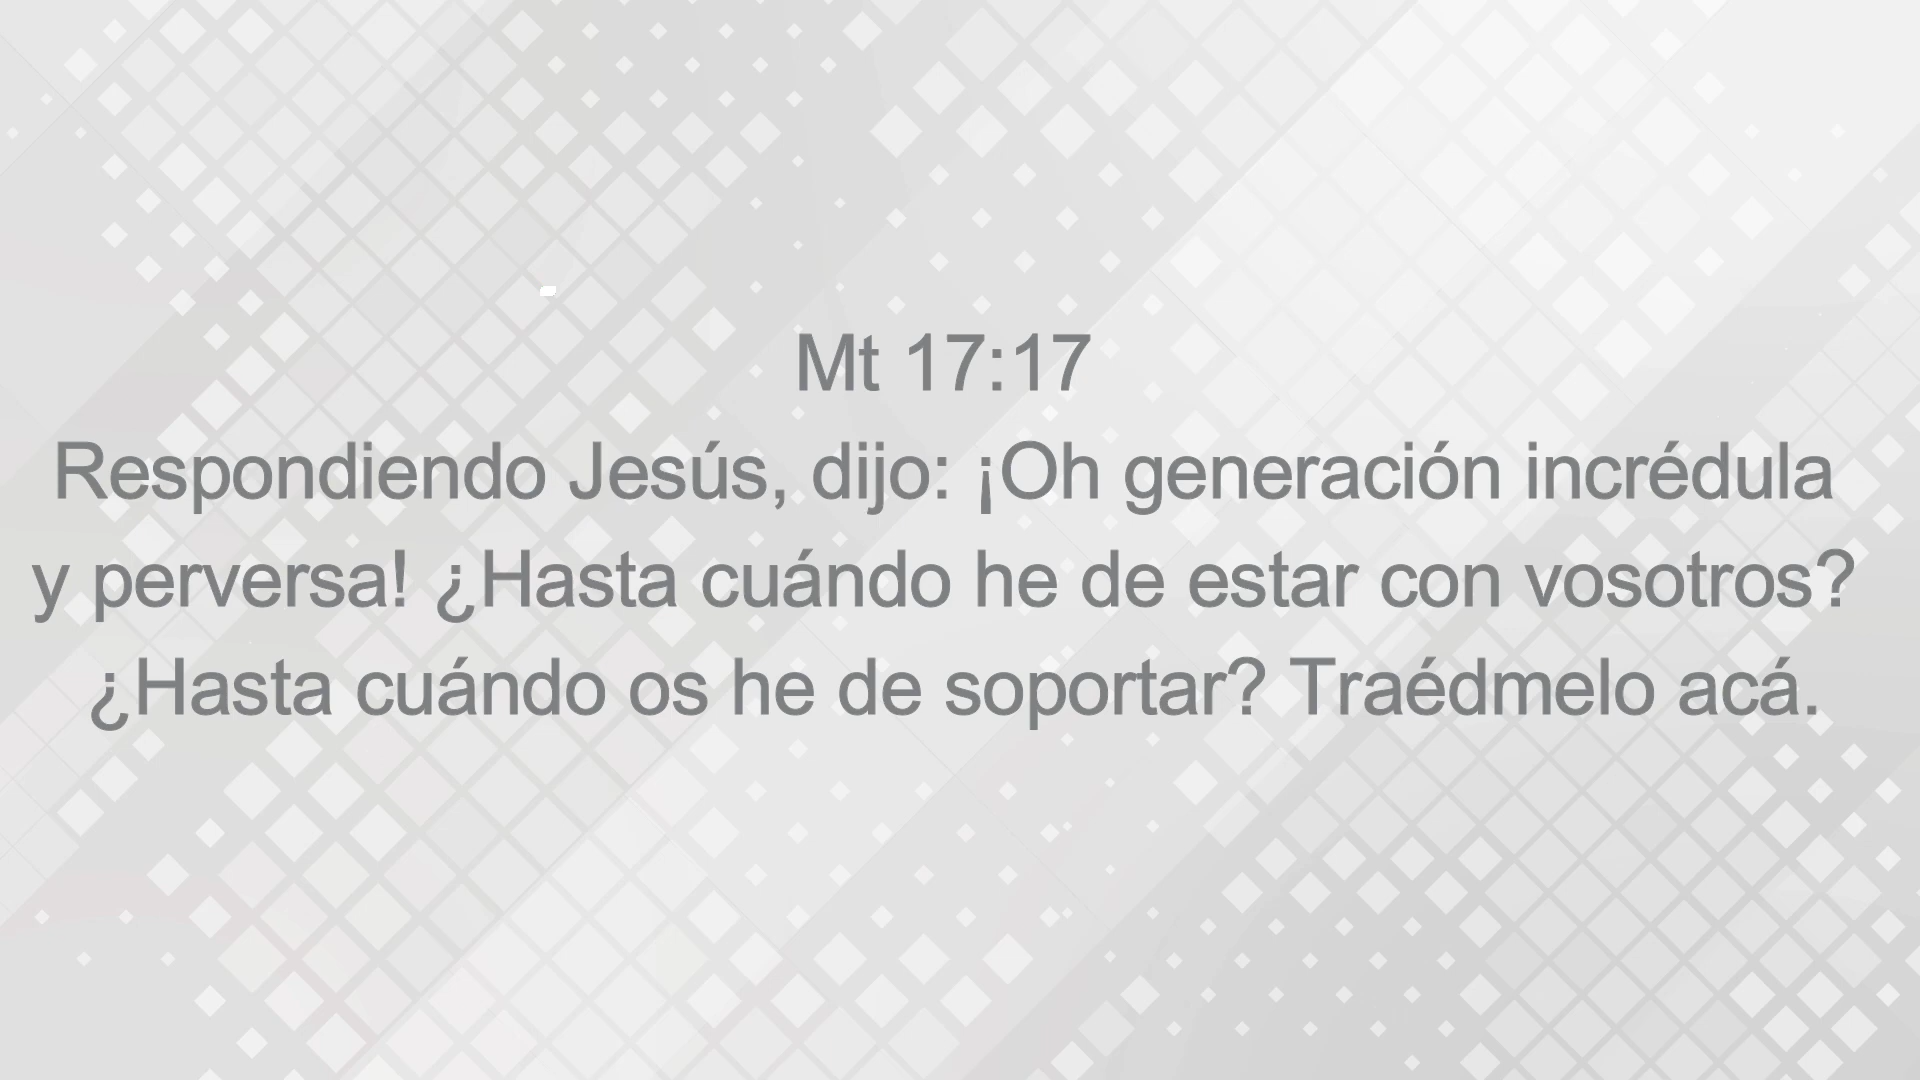 Mt 17:17
Respondiendo Jesús, dijo: ¡Oh generación incrédula
y perversa! ¿Hasta cuándo he de estar con vosotros?
¿Hasta cuándo os he de soportar? Traédmelo acá.